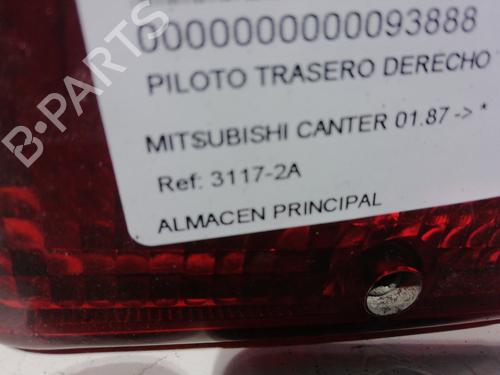 0000000000093888
PILOTO TRASERO DERECHO
MITSUBISHI CANTER 01.87 -> *
Ref: 3117-2A
ALMACEN PRINCIPAL
B-PARTS